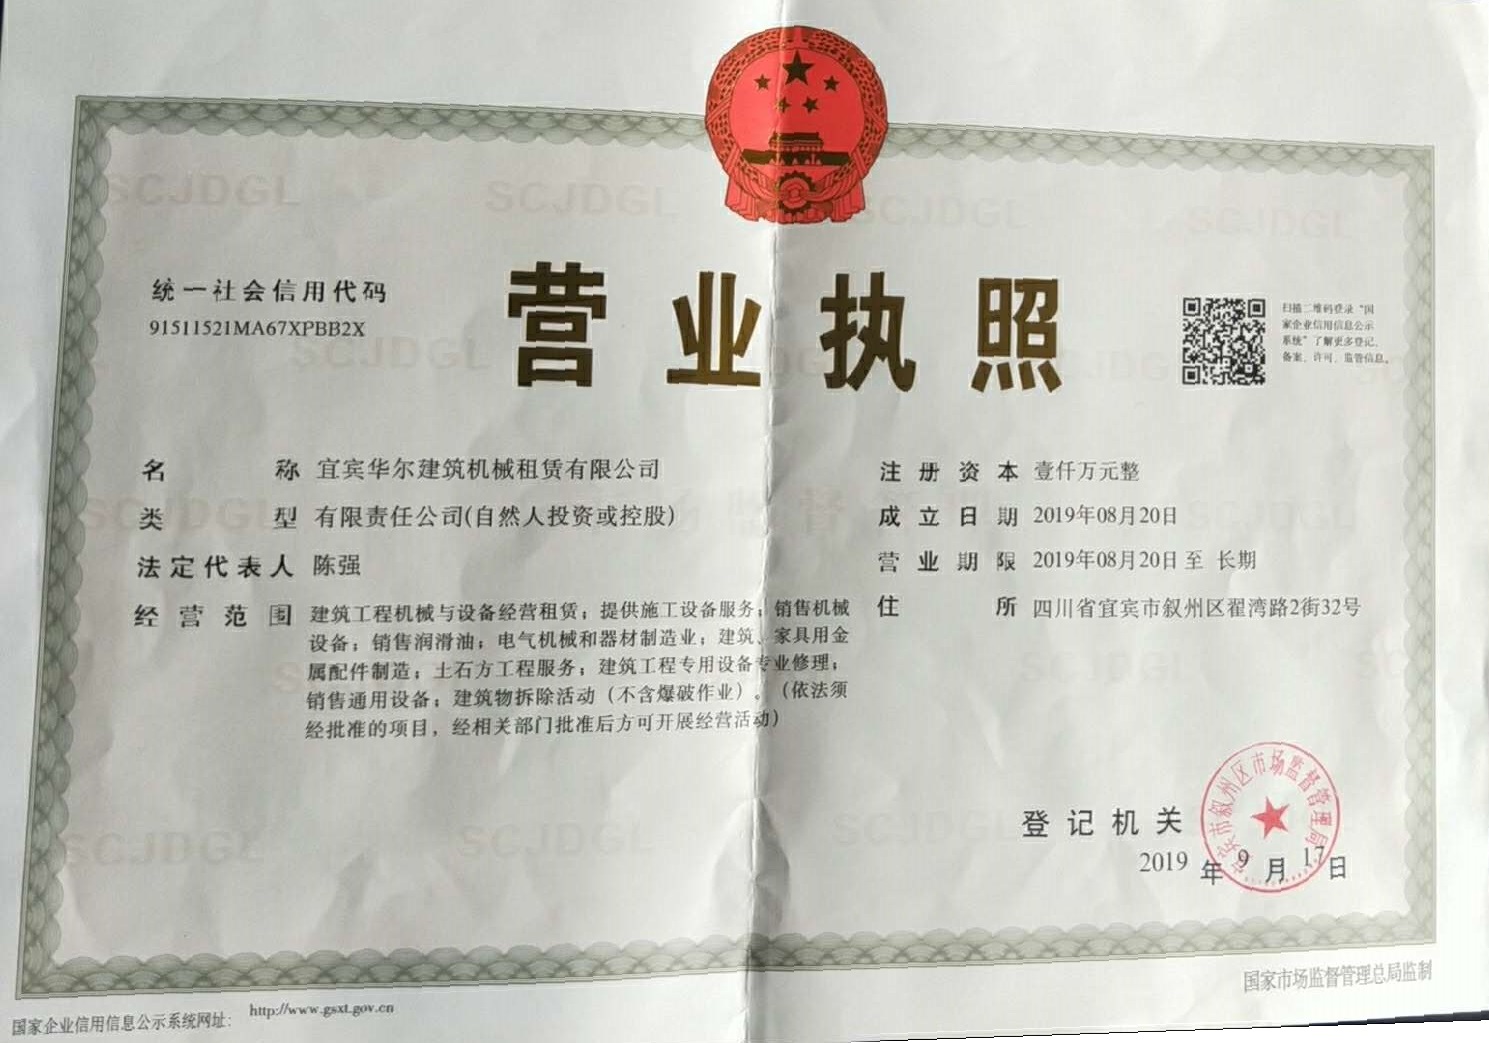 统一社会信用代码
91511521MA67XPBB2X
营业执照
扫描二维码登录“国
家企业信用信息公示
系统”了解更多登记、
备案、许可、监管信息。
名称 宜宾华尔建筑机械租赁有限公司
类型 有限责任公司(自然人投资或控股)
法定代表人 陈强
经营范围 建筑工程机械与设备经营租赁；提供施工设备服务；销售机械
设备；销售润滑油；电气机械和器材制造业；建筑、家具用金
属配件制造；土石方工程服务；建筑工程专用设备专业修理；
销售通用设备；建筑物拆除活动（不含爆破作业）。（依法须
经批准的项目，经相关部门批准后方可开展经营活动）
注册资本 壹仟万元整
成立日期 2019年08月20日
营业期限 2019年08月20日至 长期
住所 四川省宜宾市叙州区翟湾路2街32号
登记机关
宜宾市叙州区市场监督管理局
2019年9月17日
国家企业信用信息公示系统网址：
http://www.gsxt.gov.cn
国家市场监督管理总局监制
SCJDGL